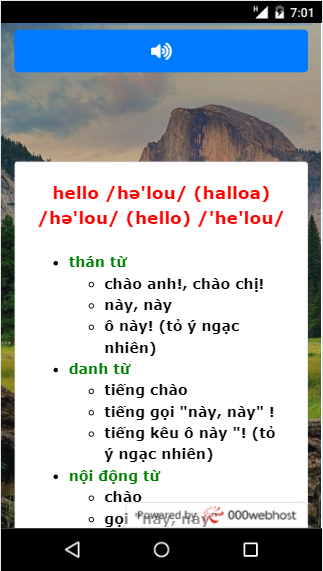 H 7:01
hello /hə'lou/ (halloa)
/hə'lou/ (hello) /'he'lou/
• thán từ
chào anh!, chào chị!
này, này
ô này! (tỏ ý ngạc
nhiên)
• danh từ
tiếng chào
tiếng gọi "này, này" !
tiếng kêu ô này "! (tỏ
ý ngạc nhiên)
• nội động từ
chào
gọi "này, này"
Powered by 000webhost